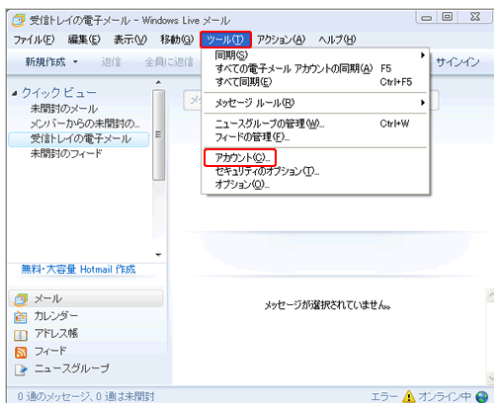 受信トレイの電子メール - Windows Live メール
ファイル(F) 編集(E) 表示(V) 移動(G) ツール(T) アクション(A) ヘルプ(H)
新規作成 返信 全員に返信 サインイン
同期(S)
すべての電子メール アカウントの同期(A) F5
すべて同期(E) Ctrl+F5
メッセージ ルール(R)
ニュースグループの管理(W)... Ctrl+W
フィードの管理(E)...
アカウント(C)...
セキュリティのオプション(T)...
オプション(O)...
クイック ビュー
未開封のメール
メンバーからの未開封の...
受信トレイの電子メール
未開封のフィード
無料・大容量 Hotmail 作成
メール
カレンダー
アドレス帳
フィード
ニュースグループ
メッセージが選択されていません。
0 通のメッセージ、0 通は未開封 エラー オンライン中